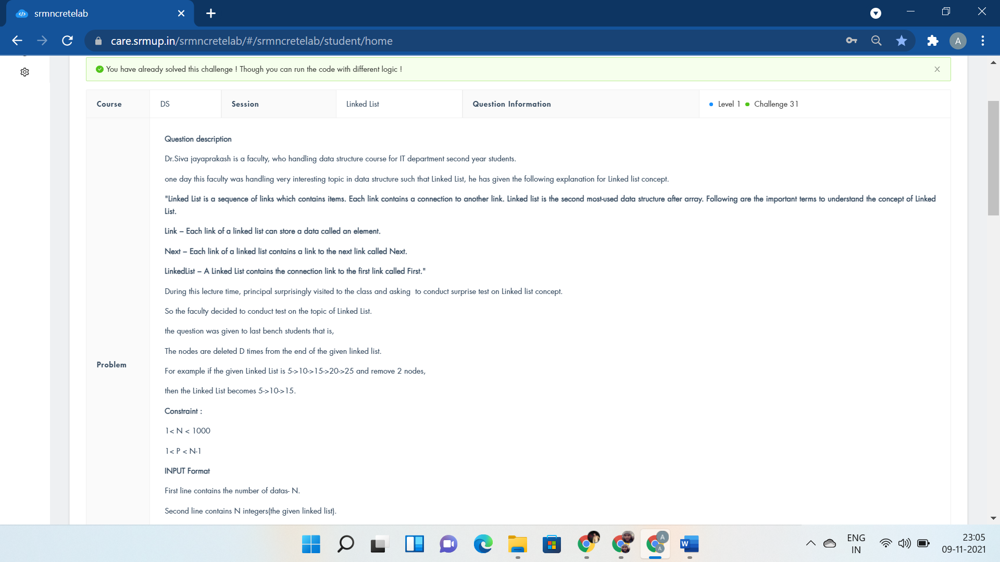 srmncretelab
care.srmup.in/srmncretelab/#/srmncretelab/student/home
A
You have already solved this challenge ! Though you can run the code with different logic !
Course DS Session Linked List Question Information Level 1 Challenge 31
Question description
Dr.Siva jayaprakash is a faculty, who handling data structure course for IT department second year students.
one day this faculty was handling very interesting topic in data structure such that Linked List, he has given the following explanation for Linked list concept.
"Linked List is a sequence of links which contains items. Each link contains a connection to another link. Linked list is the second most-used data structure after array. Following are the important terms to understand the concept of Linked
List.
Link – Each link of a linked list can store a data called an element.
Next – Each link of a linked list contains a link to the next link called Next.
LinkedList – A Linked List contains the connection link to the first link called First."
During this lecture time, principal surprisingly visited to the class and asking  to conduct surprise test on Linked list concept.
So the faculty decided to conduct test on the topic of Linked List.
the question was given to last bench students that is,
The nodes are deleted D times from the end of the given linked list.
Problem
For example if the given Linked List is 5->10->15->20->25 and remove 2 nodes,
then the Linked List becomes 5->10->15.
Constraint :
1< N < 1000
1< P < N-1
INPUT Format
First line contains the number of datas- N.
Second line contains N integers(the given linked list).
A
A
W
ENG
IN
23:05
09-11-2021